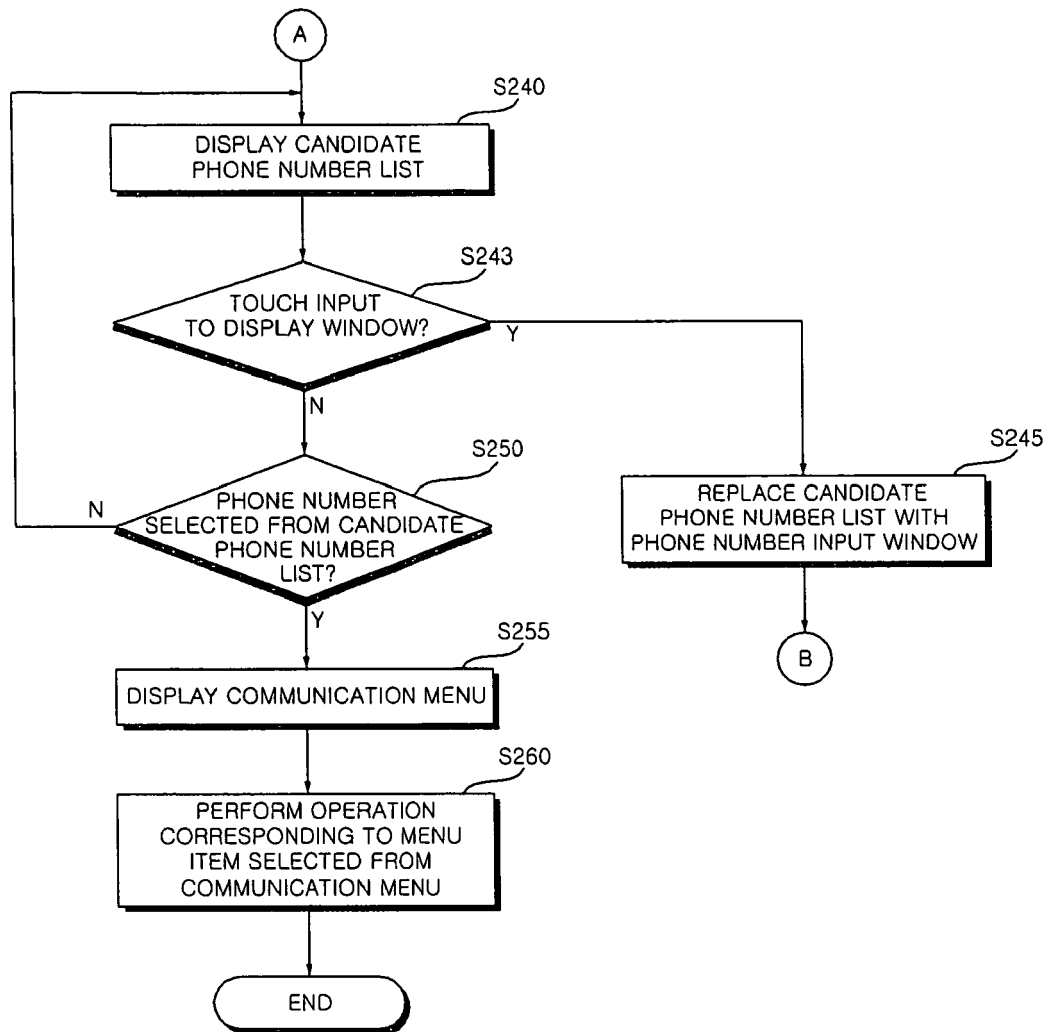 A
S240
DISPLAY CANDIDATE
PHONE NUMBER LIST
S243
TOUCH INPUT
TO DISPLAY WINDOW?
Y
N
S250
PHONE NUMBER
SELECTED FROM CANDIDATE
PHONE NUMBER
LIST?
N
Y
S245
REPLACE CANDIDATE
PHONE NUMBER LIST WITH
PHONE NUMBER INPUT WINDOW
B
S255
DISPLAY COMMUNICATION MENU
S260
PERFORM OPERATION
CORRESPONDING TO MENU
ITEM SELECTED FROM
COMMUNICATION MENU
END